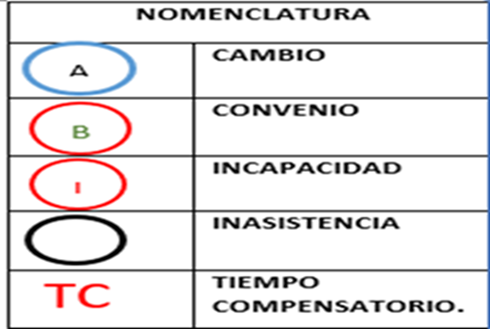 NOMENCLATURA
A CAMBIO
B CONVENIO
I INCAPACIDAD
INASISTENCIA
TC TIEMPO
COMPENSATORIO.